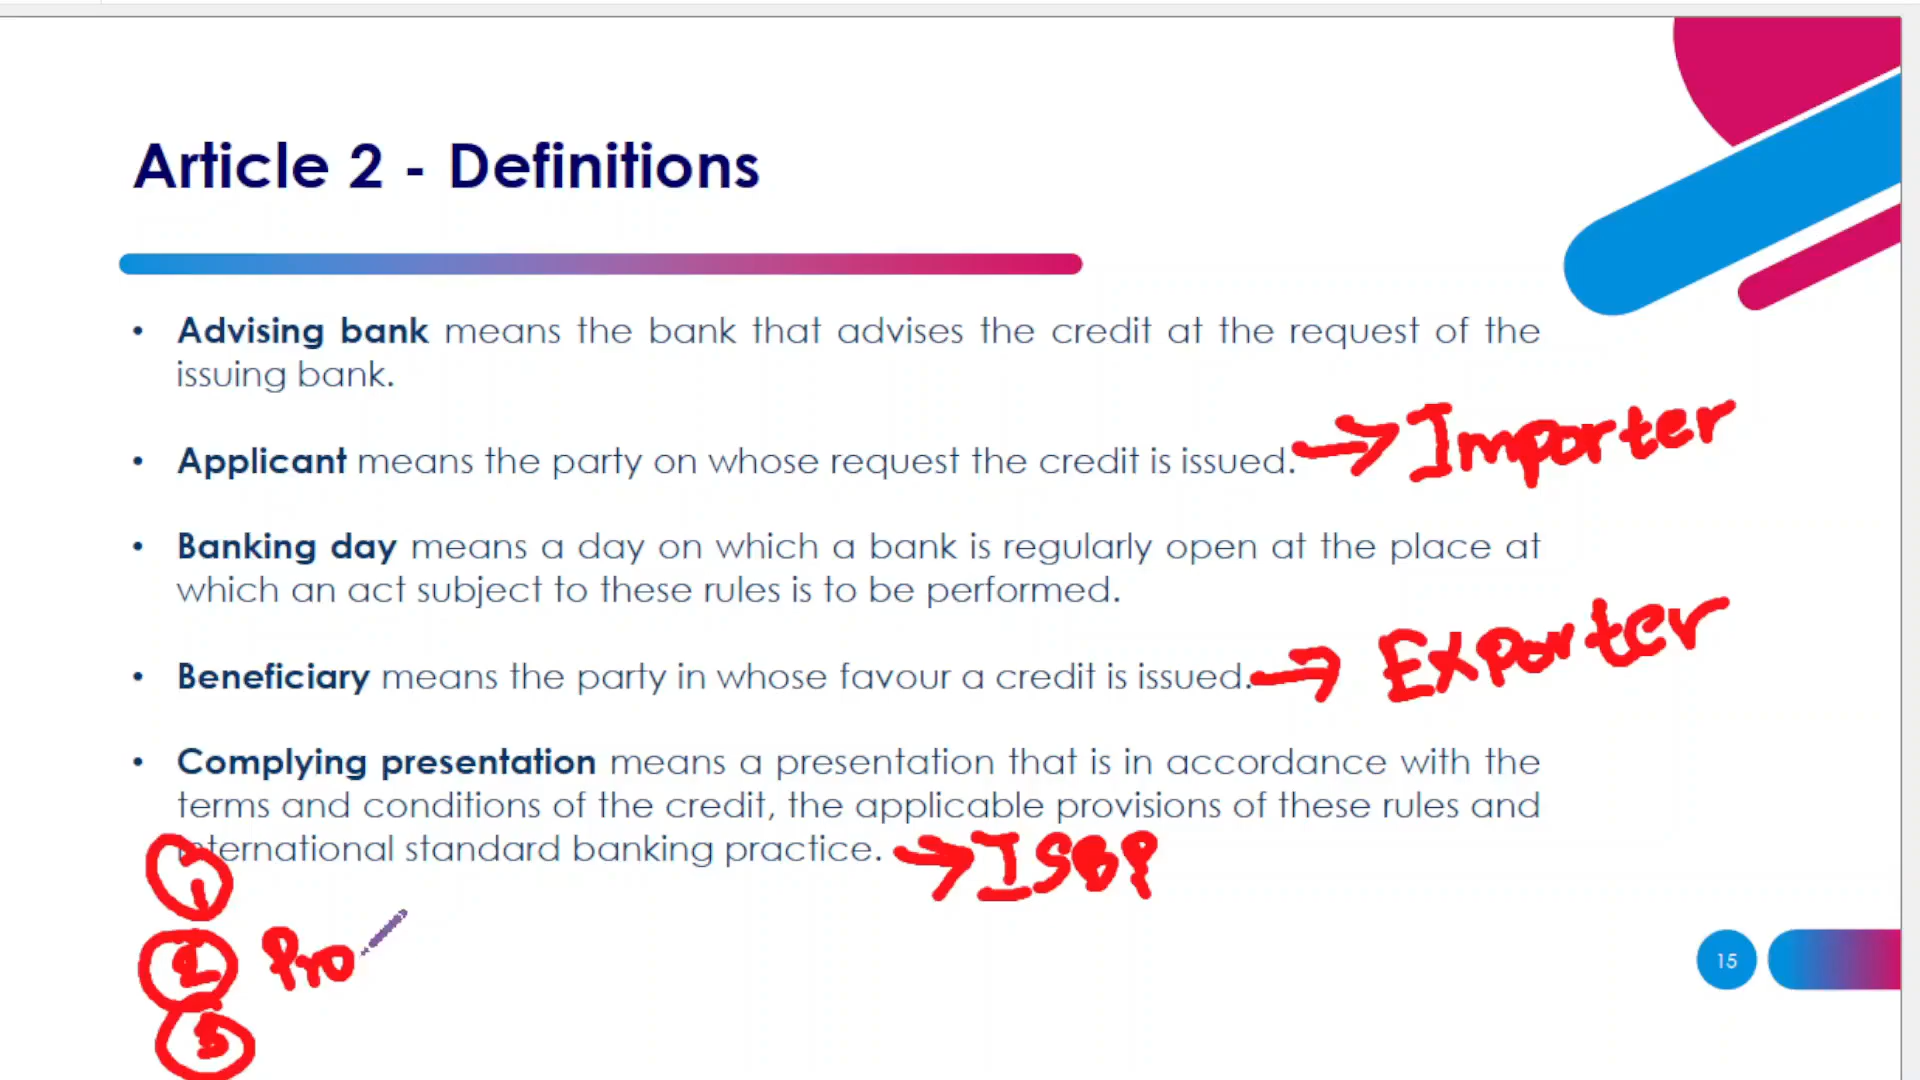 Article 2 - Definitions
• Advising bank means the bank that advises the credit at the request of the
issuing bank.
• Applicant means the party on whose request the credit is issued. → Importer
• Banking day means a day on which a bank is regularly open at the place at
which an act subject to these rules is to be performed.
• Beneficiary means the party in whose favour a credit is issued. → Exporter
• Complying presentation means a presentation that is in accordance with the
terms and conditions of the credit, the applicable provisions of these rules and
international standard banking practice. → ISBP
1
2 Pro
3
15